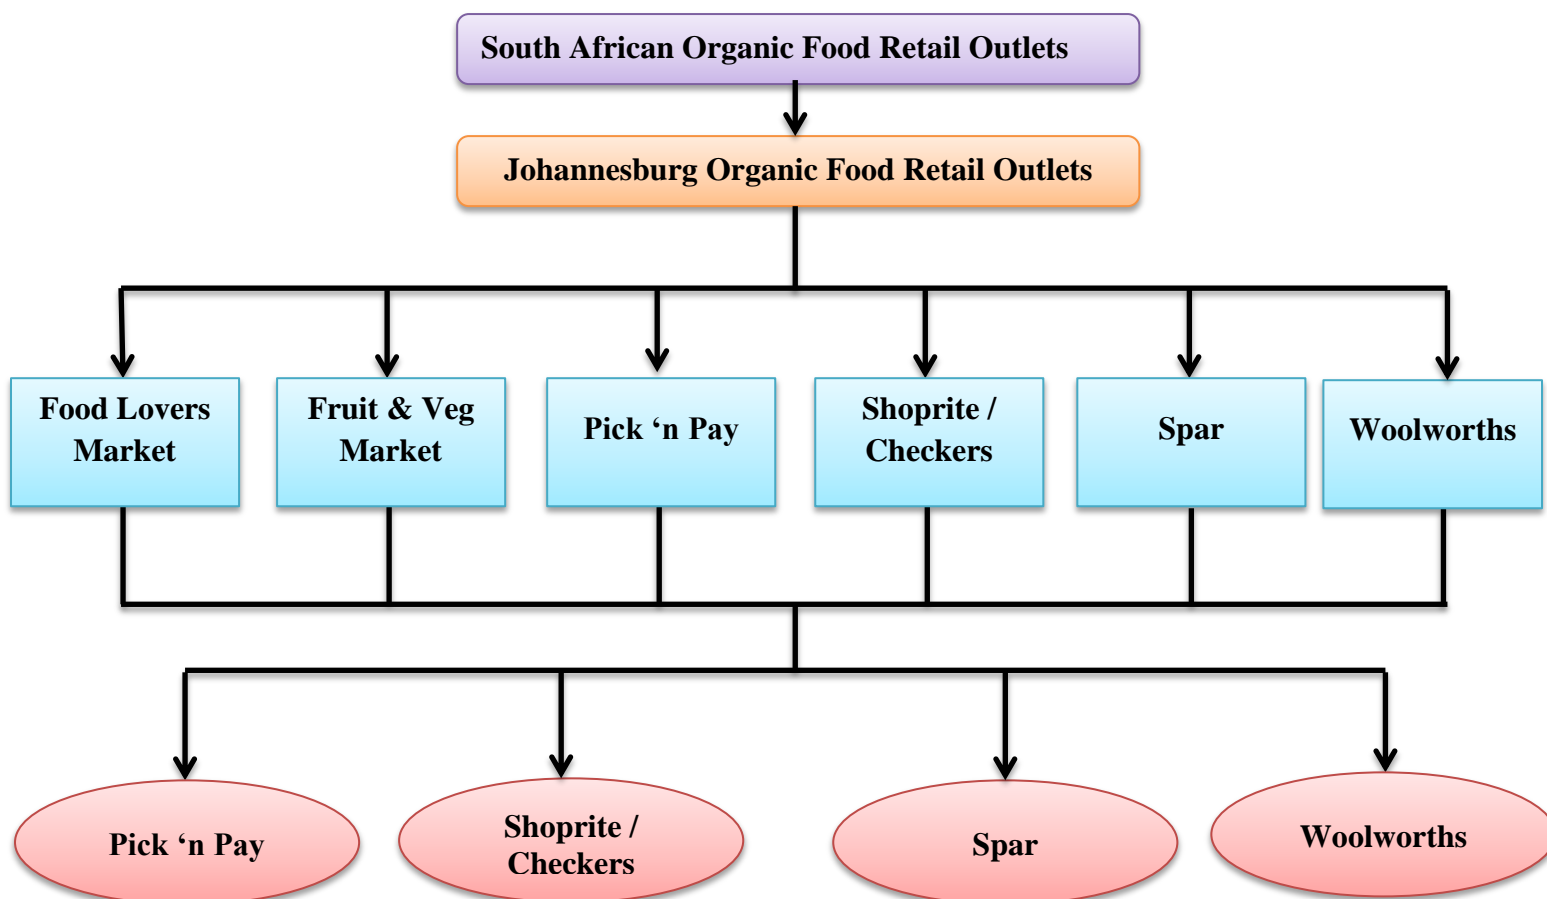 South African Organic Food Retail Outlets
Johannesburg Organic Food Retail Outlets
Food Lovers
Market
Fruit & Veg
Market
Pick ‘n Pay
Shoprite /
Checkers
Spar
Woolworths
Pick ‘n Pay
Shoprite /
Checkers
Spar
Woolworths